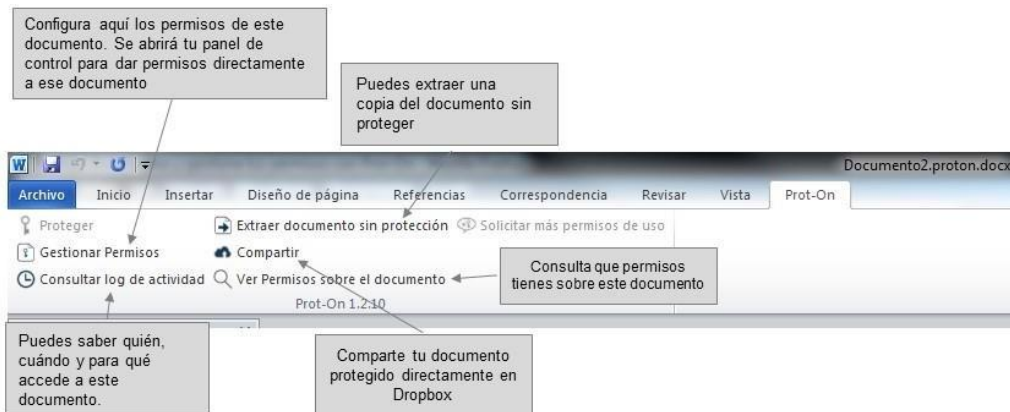 Configura aquí los permisos de este
documento. Se abrirá tu panel de
control para dar permisos directamente
a ese documento
Puedes extraer una
copia del documento sin
proteger
Documento2.proton.docx
Archivo Inicio Insertar Diseño de página Referencias Correspondencia Revisar Vista Prot-On
Proteger Extraer documento sin protección Solicitar más permisos de uso
Gestionar Permisos Compartir
Consultar log de actividad Ver Permisos sobre el documento
Prot-On 1.2.10
Consulta que permisos
tienes sobre este documento
Puedes saber quién,
cuándo y para qué
accede a este
documento.
Comparte tu documento
protegido directamente en
Dropbox